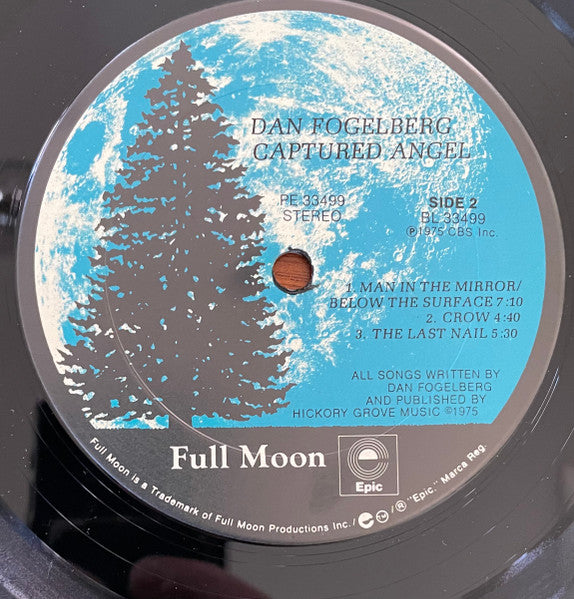 DAN FOGELBERG
CAPTURED ANGEL
PE 33499
STEREO
SIDE 2
BL 33499
℗1975 CBS Inc.
1. MAN IN THE MIRROR/
BELOW THE SURFACE 7:10
2. CROW 4:40
3. THE LAST NAIL 5:30
ALL SONGS WRITTEN BY
DAN FOGELBERG
AND PUBLISHED BY
HICKORY GROVE MUSIC ©1975
Full Moon
Epic
Full Moon is a Trademark of Full Moon Productions Inc./ e TM/® "Epic." Marca Reg.